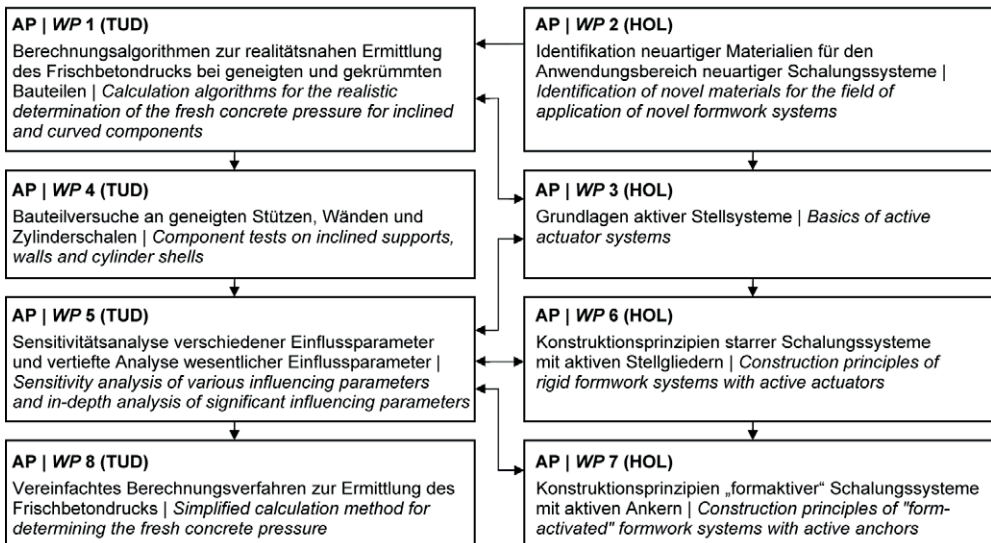 AP | WP 1 (TUD)
Berechnungsalgorithmen zur realitätsnahen Ermittlung
des Frischbetondrucks bei geneigten und gekrümmten
Bauteilen | Calculation algorithms for the realistic
determination of the fresh concrete pressure for inclined
and curved components
AP | WP 2 (HOL)
Identifikation neuartiger Materialien für den
Anwendungsbereich neuartiger Schalungssysteme |
Identification of novel materials for the field of
application of novel formwork systems
AP | WP 4 (TUD)
Bauteilversuche an geneigten Stützen, Wänden und
Zylinderschalen | Component tests on inclined supports,
walls and cylinder shells
AP | WP 3 (HOL)
Grundlagen aktiver Stellsysteme | Basics of active
actuator systems
AP | WP 5 (TUD)
Sensitivitätsanalyse verschiedener Einflussparameter
und vertiefte Analyse wesentlicher Einflussparameter |
Sensitivity analysis of various influencing parameters
and in-depth analysis of significant influencing parameters
AP | WP 6 (HOL)
Konstruktionsprinzipien starrer Schalungssysteme
mit aktiven Stellgliedern | Construction principles of
rigid formwork systems with active actuators
AP | WP 8 (TUD)
Vereinfachtes Berechnungsverfahren zur Ermittlung des
Frischbetondrucks | Simplified calculation method for
determining the fresh concrete pressure
AP | WP 7 (HOL)
Konstruktionsprinzipien „formaktiver“ Schalungssysteme
mit aktiven Ankern | Construction principles of "form-
activated" formwork systems with active anchors